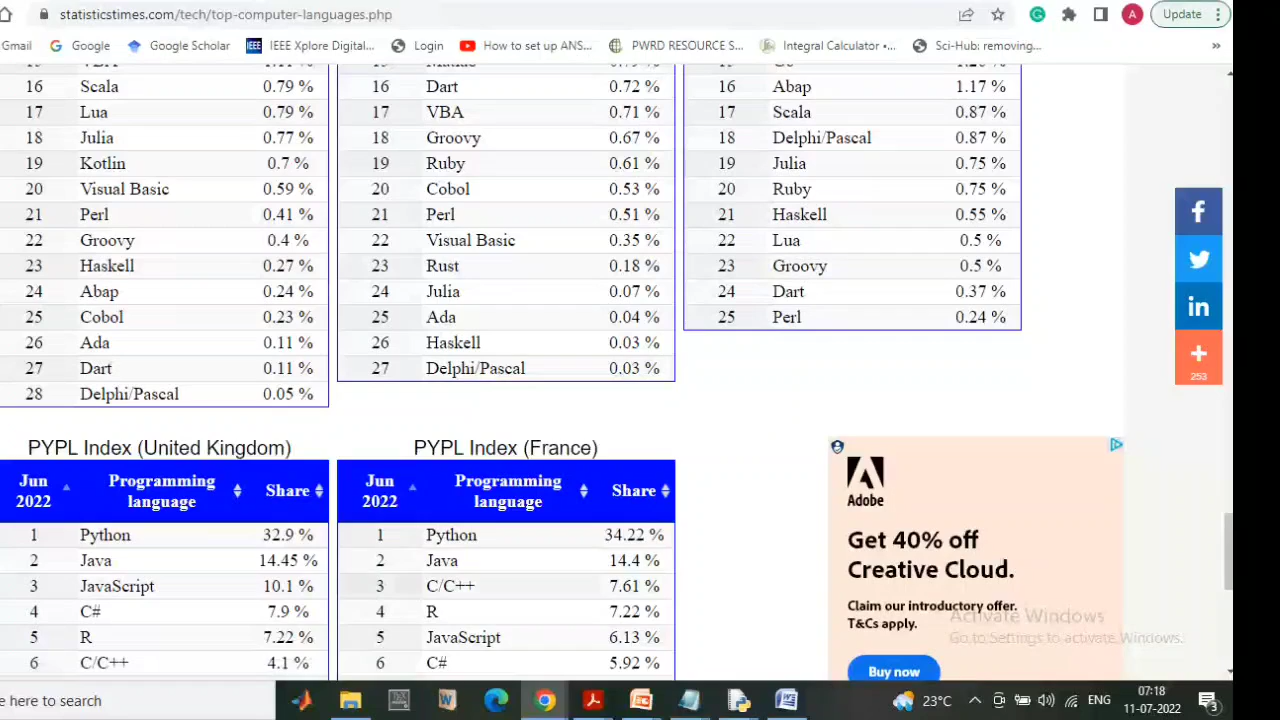 statisticstimes.com/tech/top-computer-languages.php
A
Update
Gmail
Google
Google Scholar
IEEE
IEEE Xplore Digital...
Login
How to set up ANS...
PWRD RESOURCE S...
Integral Calculator •...
Sci-Hub: removing...
»
16 Scala 0.79 %
17 Lua 0.79 %
18 Julia 0.77 %
19 Kotlin 0.7 %
20 Visual Basic 0.59 %
21 Perl 0.41 %
22 Groovy 0.4 %
23 Haskell 0.27 %
24 Abap 0.24 %
25 Cobol 0.23 %
26 Ada 0.11 %
27 Dart 0.11 %
28 Delphi/Pascal 0.05 %
16 Dart 0.72 %
17 VBA 0.71 %
18 Groovy 0.67 %
19 Ruby 0.61 %
20 Cobol 0.53 %
21 Perl 0.51 %
22 Visual Basic 0.35 %
23 Rust 0.18 %
24 Julia 0.07 %
25 Ada 0.04 %
26 Haskell 0.03 %
27 Delphi/Pascal 0.03 %
16 Abap 1.17 %
17 Scala 0.87 %
18 Delphi/Pascal 0.87 %
19 Julia 0.75 %
20 Ruby 0.75 %
21 Haskell 0.55 %
22 Lua 0.5 %
23 Groovy 0.5 %
24 Dart 0.37 %
25 Perl 0.24 %
253
PYPL Index (United Kingdom)
Jun 2022 Programming language Share
1 Python 32.9 %
2 Java 14.45 %
3 JavaScript 10.1 %
4 C# 7.9 %
5 R 7.22 %
6 C/C++ 4.1 %
PYPL Index (France)
Jun 2022 Programming language Share
1 Python 34.22 %
2 Java 14.4 %
3 C/C++ 7.61 %
4 R 7.22 %
5 JavaScript 6.13 %
6 C# 5.92 %
Adobe
Get 40% off
Creative Cloud.
Claim our introductory offer.
T&Cs apply.
Buy now
Activate Windows
Go to Settings to activate Windows.
e here to search
23°C
ENG
07:18
11-07-2022
3